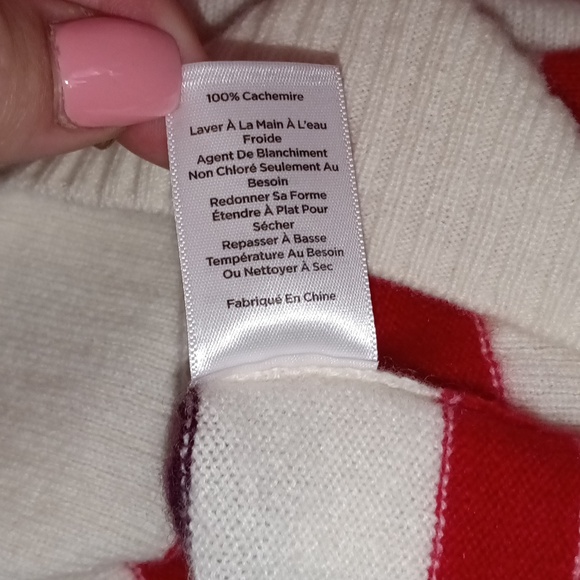 100% Cachemire
Laver À La Main À L'eau
Froide
Agent De Blanchiment
Non Chloré Seulement Au
Besoin
Redonner Sa Forme
Étendre À Plat Pour
Sécher
Repasser À Basse
Température Au Besoin
Ou Nettoyer À Sec
Fabriqué En Chine